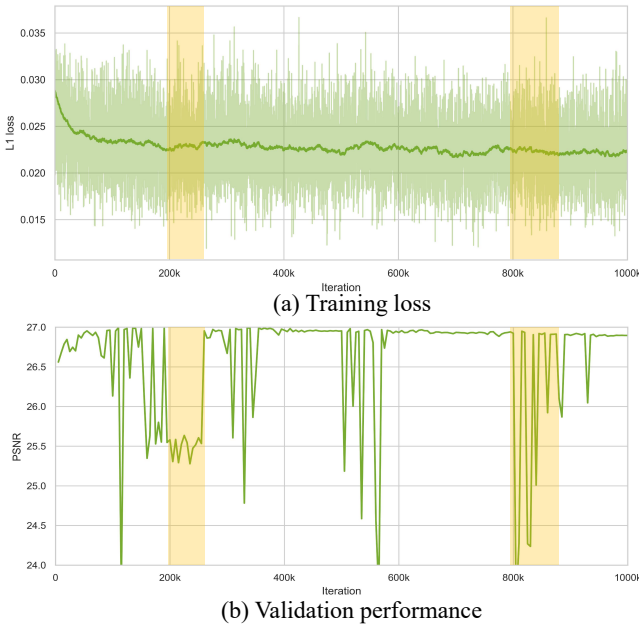 0.035
0.030
0.025
0.020
0.015
L1 loss
0 200k 400k 600k 800k 1000k
Iteration
(a) Training loss
27.0
26.5
26.0
25.5
25.0
24.5
24.0
PSNR
0 200k 400k 600k 800k 1000k
Iteration
(b) Validation performance